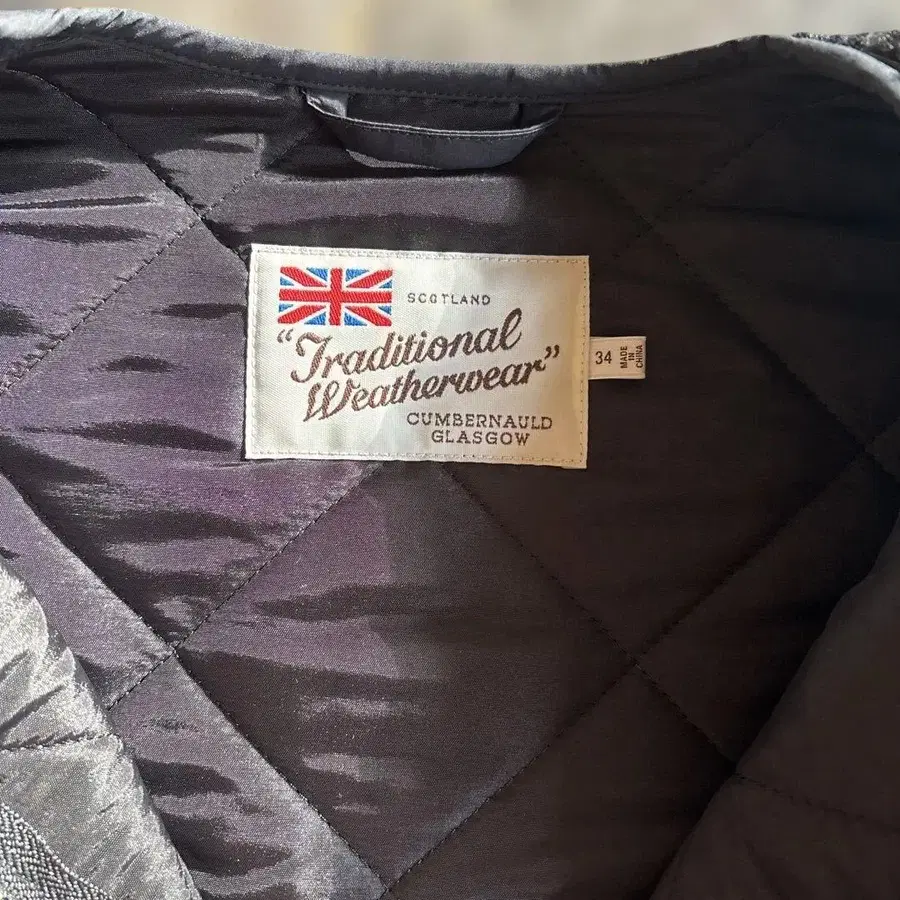 SCOTLAND
"Traditional
Weatherwear"
CUMBERNAULD
GLASGOW
34
MADE
IN
CHINA